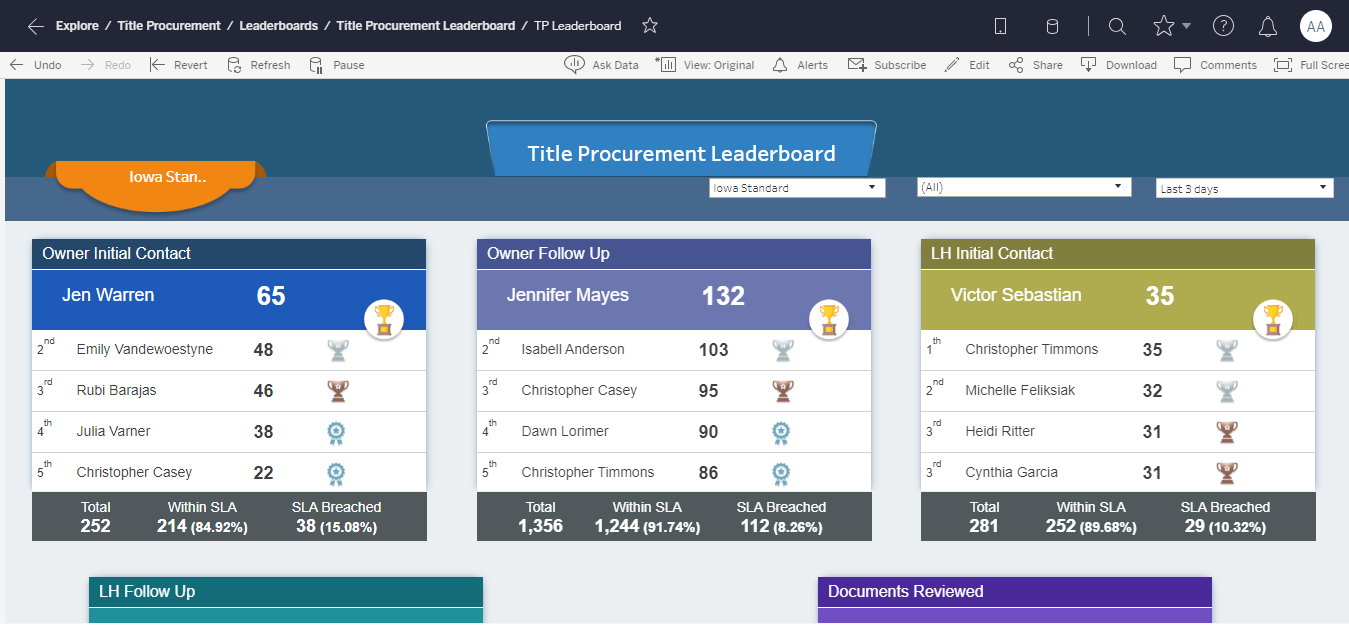 Explore / Title Procurement / Leaderboards / Title Procurement Leaderboard / TP Leaderboard
AA
Undo Redo Revert Refresh Pause Ask Data View: Original Alerts Subscribe Edit Share Download Comments Full Scree
Title Procurement Leaderboard
Iowa Stan..
Iowa Standard (All) Last 3 days
Owner Initial Contact
Jen Warren 65
2nd Emily Vandewoestyne 48
3rd Rubi Barajas 46
4th Julia Varner 38
5th Christopher Casey 22
Total Within SLA SLA Breached
252 214 (84.92%) 38 (15.08%)
Owner Follow Up
Jennifer Mayes 132
2nd Isabell Anderson 103
3rd Christopher Casey 95
4th Dawn Lorimer 90
5th Christopher Timmons 86
Total Within SLA SLA Breached
1,356 1,244 (91.74%) 112 (8.26%)
LH Initial Contact
Victor Sebastian 35
1th Christopher Timmons 35
2nd Michelle Feliksiak 32
3rd Heidi Ritter 31
3rd Cynthia Garcia 31
Total Within SLA SLA Breached
281 252 (89.68%) 29 (10.32%)
LH Follow Up
Documents Reviewed